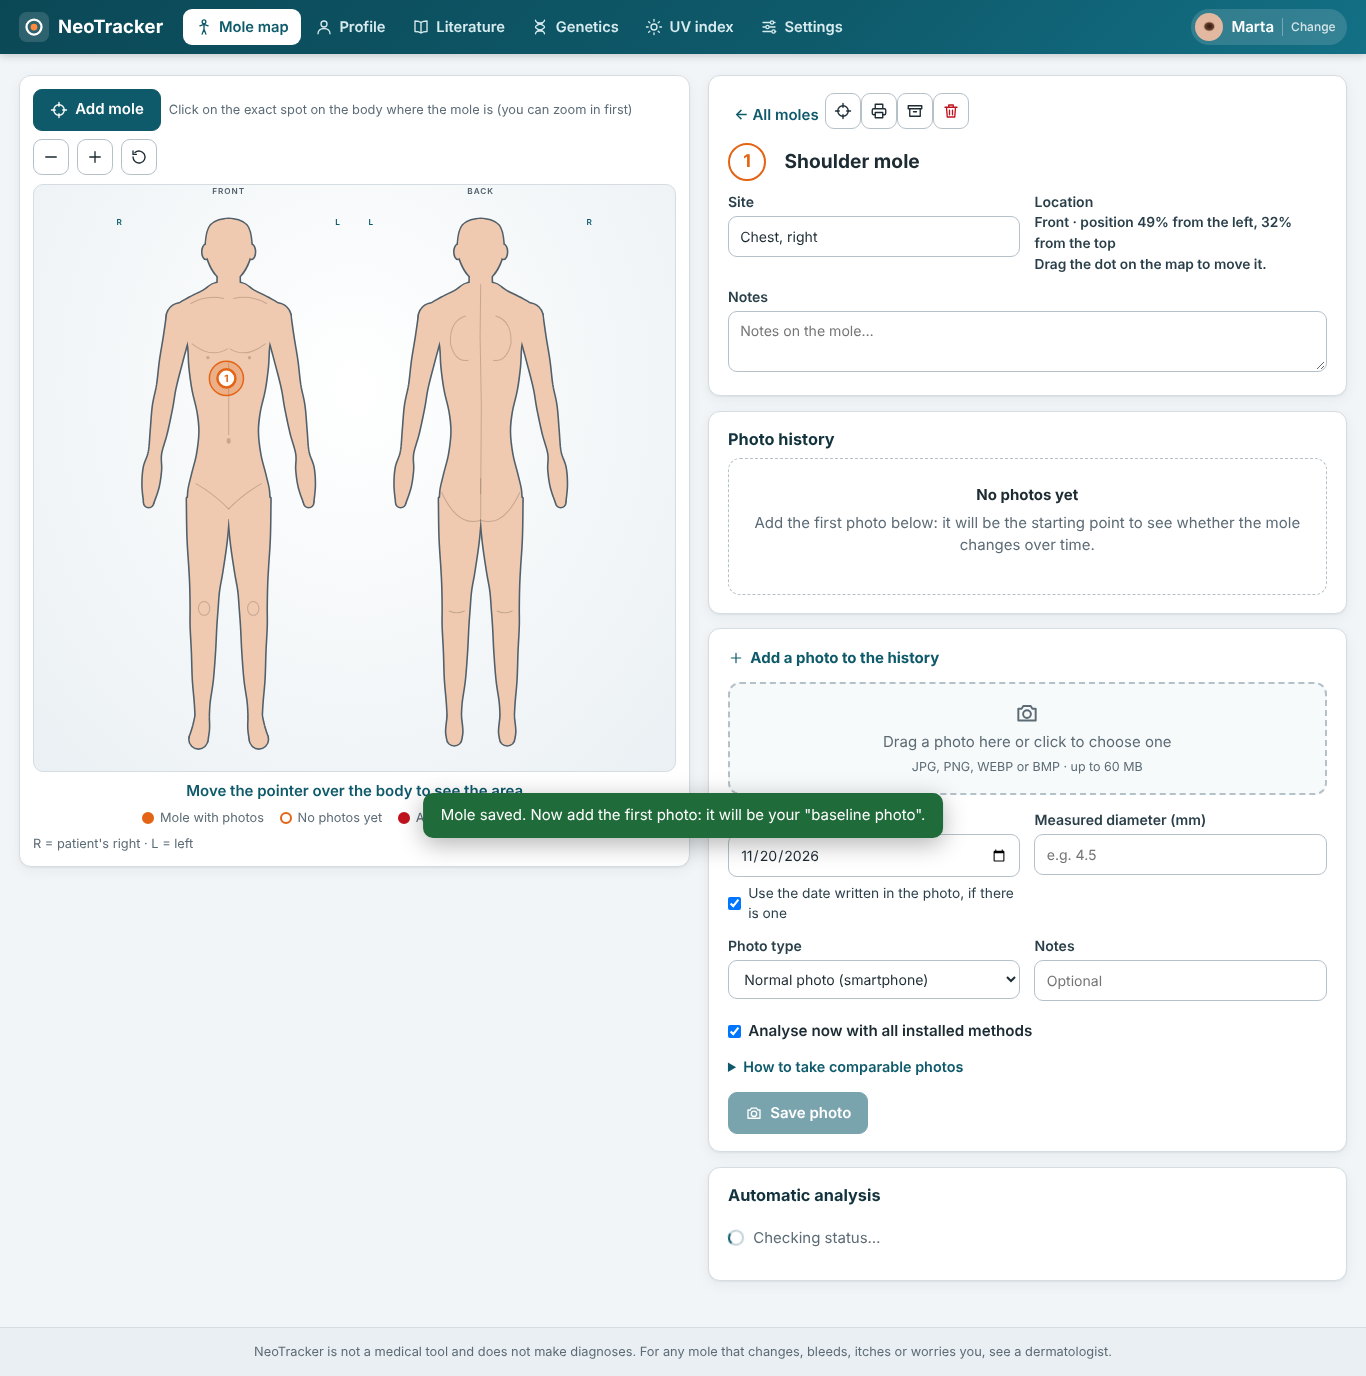 NeoTracker
Mole map
Profile
Literature
Genetics
UV index
Settings
Marta
Change
Add mole
Click on the exact spot on the body where the mole is (you can zoom in first)
FRONT
BACK
R
L
L
R
1
Move the pointer over the body to see the area
Mole with photos
No photos yet
A
R = patient's right · L = left
All moles
1
Shoulder mole
Site
Chest, right
Location
Front · position 49% from the left, 32%
from the top
Drag the dot on the map to move it.
Notes
Notes on the mole...
Photo history
No photos yet
Add the first photo below: it will be the starting point to see whether the mole
changes over time.
Add a photo to the history
Drag a photo here or click to choose one
JPG, PNG, WEBP or BMP · up to 60 MB
Mole saved. Now add the first photo: it will be your "baseline photo".
11/20/2026
Measured diameter (mm)
e.g. 4.5
Use the date written in the photo, if there
is one
Photo type
Normal photo (smartphone)
Notes
Optional
Analyse now with all installed methods
How to take comparable photos
Save photo
Automatic analysis
Checking status...
NeoTracker is not a medical tool and does not make diagnoses. For any mole that changes, bleeds, itches or worries you, see a dermatologist.